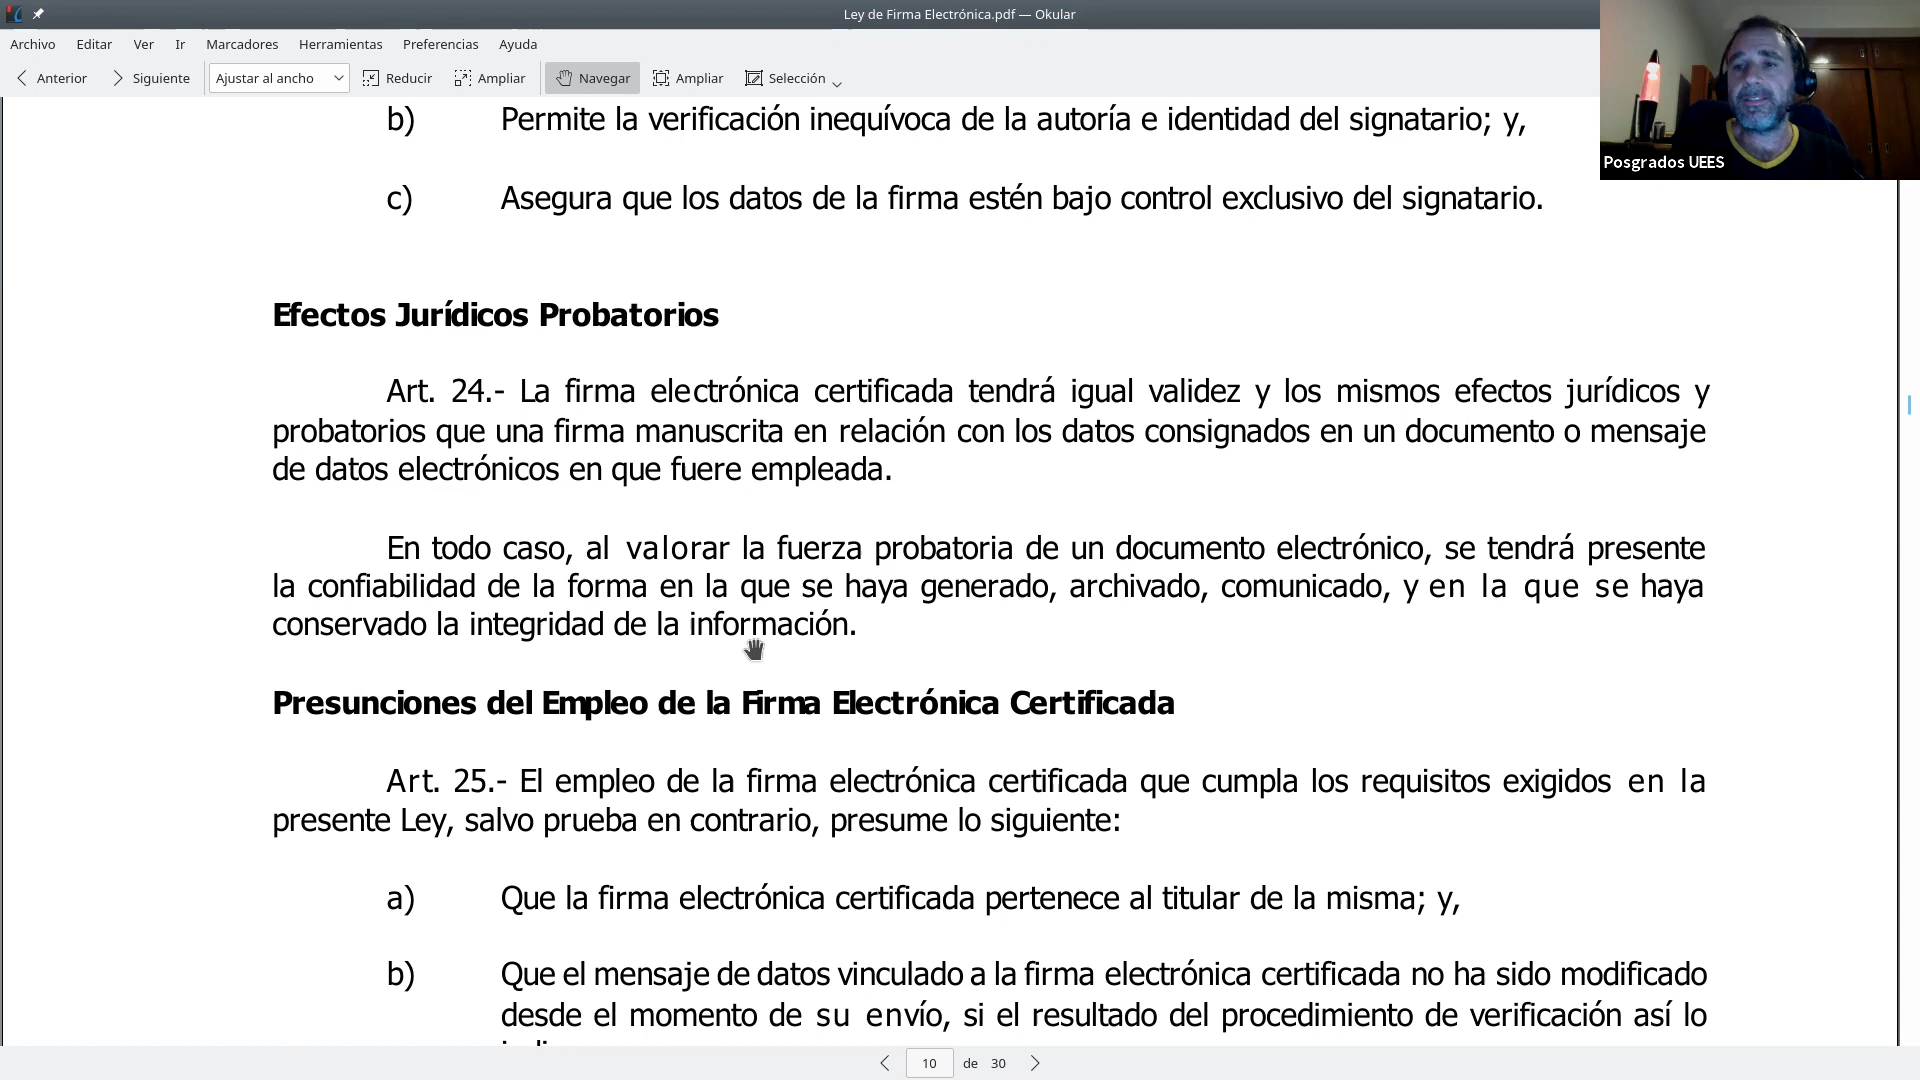 Ley de Firma Electrónica.pdf — Okular
Archivo Editar Ver Ir Marcadores Herramientas Preferencias Ayuda
Anterior Siguiente Ajustar al ancho Reducir Ampliar Navegar Ampliar Selección
Posgrados UEES
b) Permite la verificación inequívoca de la autoría e identidad del signatario; y,
c) Asegura que los datos de la firma estén bajo control exclusivo del signatario.
Efectos Jurídicos Probatorios
Art. 24.- La firma electrónica certificada tendrá igual validez y los mismos efectos jurídicos y
probatorios que una firma manuscrita en relación con los datos consignados en un documento o mensaje
de datos electrónicos en que fuere empleada.
En todo caso, al valorar la fuerza probatoria de un documento electrónico, se tendrá presente
la confiabilidad de la forma en la que se haya generado, archivado, comunicado, y en la que se haya
conservado la integridad de la información.
Presunciones del Empleo de la Firma Electrónica Certificada
Art. 25.- El empleo de la firma electrónica certificada que cumpla los requisitos exigidos en la
presente Ley, salvo prueba en contrario, presume lo siguiente:
a) Que la firma electrónica certificada pertenece al titular de la misma; y,
b) Que el mensaje de datos vinculado a la firma electrónica certificada no ha sido modificado
desde el momento de su envío, si el resultado del procedimiento de verificación así lo
10 de 30